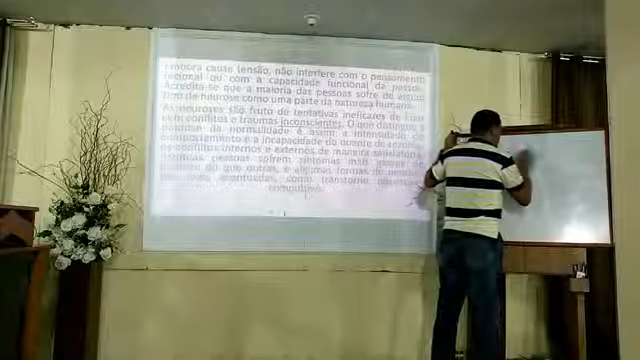 Embora cause tensão, não interfere com o pensamento
racional ou com a capacidade funcional da pessoa.
Acredita-se que a maioria das pessoas sofre de algum
tipo de neurose como uma parte da natureza humana.
As neuroses são fruto de tentativas ineficazes de lidar
com conflitos e traumas inconscientes. O que distingue a
neurose da normalidade é assim a intensidade do
comportamento e a incapacidade do doente de resolver
os conflitos internos e externos de maneira satisfatória.
pessoas sofrem sintomas mais
do que outras, e algumas formas de
são acentuadas, como transtorno
compulsivo.